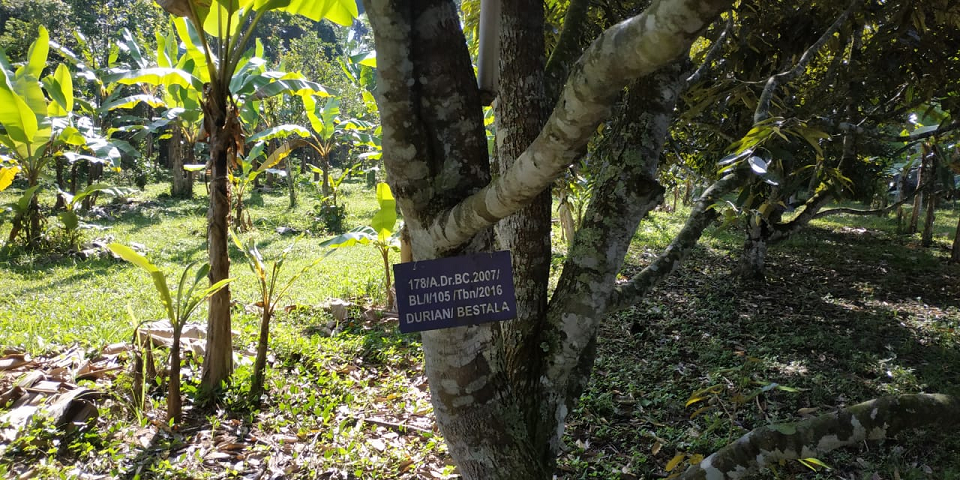 178/A.Dr.BC.2007/
BL/I/105 /Tbn/2016
DURIAN/ BESTALA